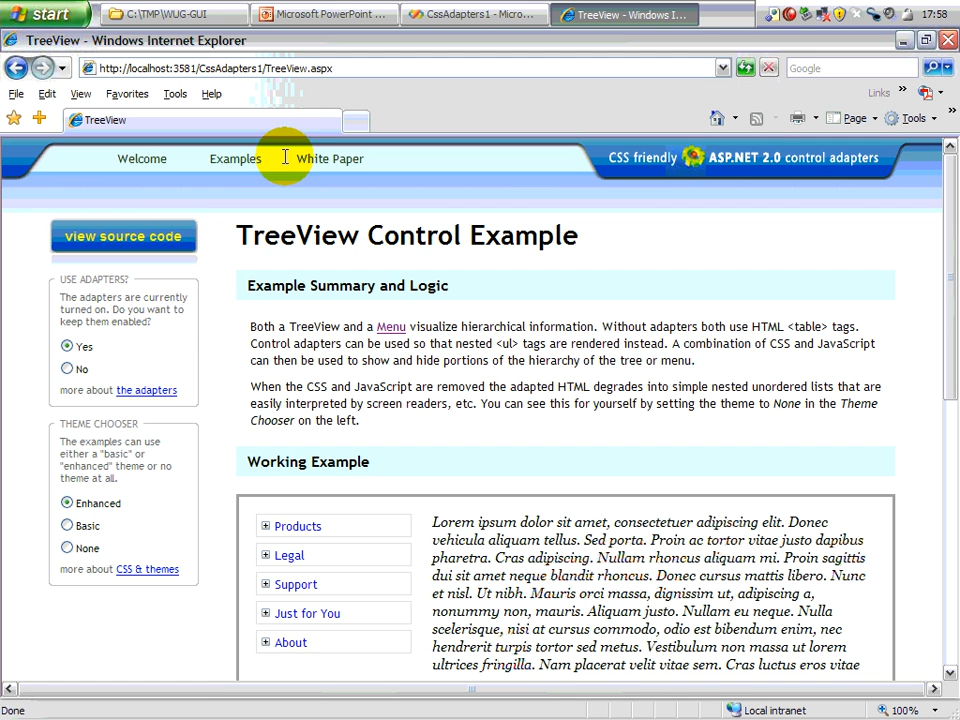 start
C:\TMP\WUG-GUI
Microsoft PowerPoint ...
CssAdapters1 - Micro...
TreeView - Windows I...
17:58
TreeView - Windows Internet Explorer
http://localhost:3581/CssAdapters1/TreeView.aspx
Google
File Edit View Favorites Tools Help
Links »
TreeView
Page Tools »
Welcome Examples White Paper
CSS friendly ASP.NET 2.0 control adapters
view source code
TreeView Control Example
USE ADAPTERS?
The adapters are currently
turned on. Do you want to
keep them enabled?
Yes
No
more about the adapters
THEME CHOOSER
The examples can use
either a "basic" or
"enhanced" theme or no
theme at all.
Enhanced
Basic
None
more about CSS & themes
Example Summary and Logic
Both a TreeView and a Menu visualize hierarchical information. Without adapters both use HTML <table> tags.
Control adapters can be used so that nested <ul> tags are rendered instead. A combination of CSS and JavaScript
can then be used to show and hide portions of the hierarchy of the tree or menu.
When the CSS and JavaScript are removed the adapted HTML degrades into simple nested unordered lists that are
easily interpreted by screen readers, etc. You can see this for yourself by setting the theme to None in the Theme
Chooser on the left.
Working Example
Products
Legal
Support
Just for You
About
Lorem ipsum dolor sit amet, consectetuer adipiscing elit. Donec
vehicula aliquam tellus. Sed porta. Proin ac tortor vitae justo dapibus
pharetra. Cras adipiscing. Nullam rhoncus aliquam mi. Proin sagittis
dui sit amet neque blandit rhoncus. Donec cursus mattis libero. Nunc
et nisl. Ut nibh. Mauris orci massa, dignissim ut, adipiscing a,
nonummy non, mauris. Aliquam justo. Nullam eu neque. Nulla
scelerisque, nisi at cursus commodo, odio est bibendum enim, nec
hendrerit turpis tortor sed metus. Vestibulum non massa ut lorem
ultrices fringilla. Nam placerat velit vitae sem. Cras luctus eros vitae
Done
Local intranet
100%